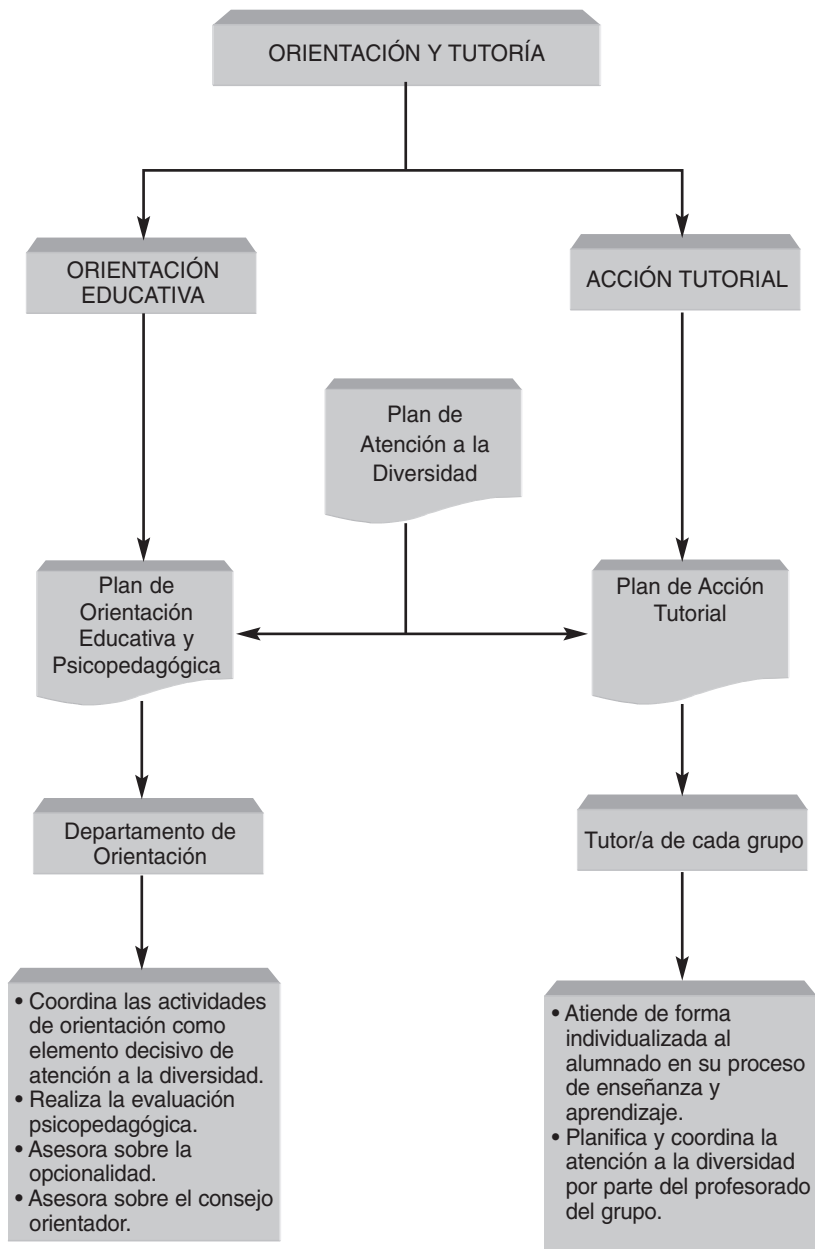 ORIENTACIÓN Y TUTORÍA
ORIENTACIÓN
EDUCATIVA
ACCIÓN TUTORIAL
Plan de
Atención a la
Diversidad
Plan de
Orientación
Educativa y
Psicopedagógica
Plan de Acción
Tutorial
Departamento de
Orientación
Tutor/a de cada grupo
• Coordina las actividades
de orientación como
elemento decisivo de
atención a la diversidad.
• Realiza la evaluación
psicopedagógica.
• Asesora sobre la
opcionalidad.
• Asesora sobre el consejo
orientador.
• Atiende de forma
individualizada al
alumnado en su proceso
de enseñanza y
aprendizaje.
• Planifica y coordina la
atención a la diversidad
por parte del profesorado
del grupo.